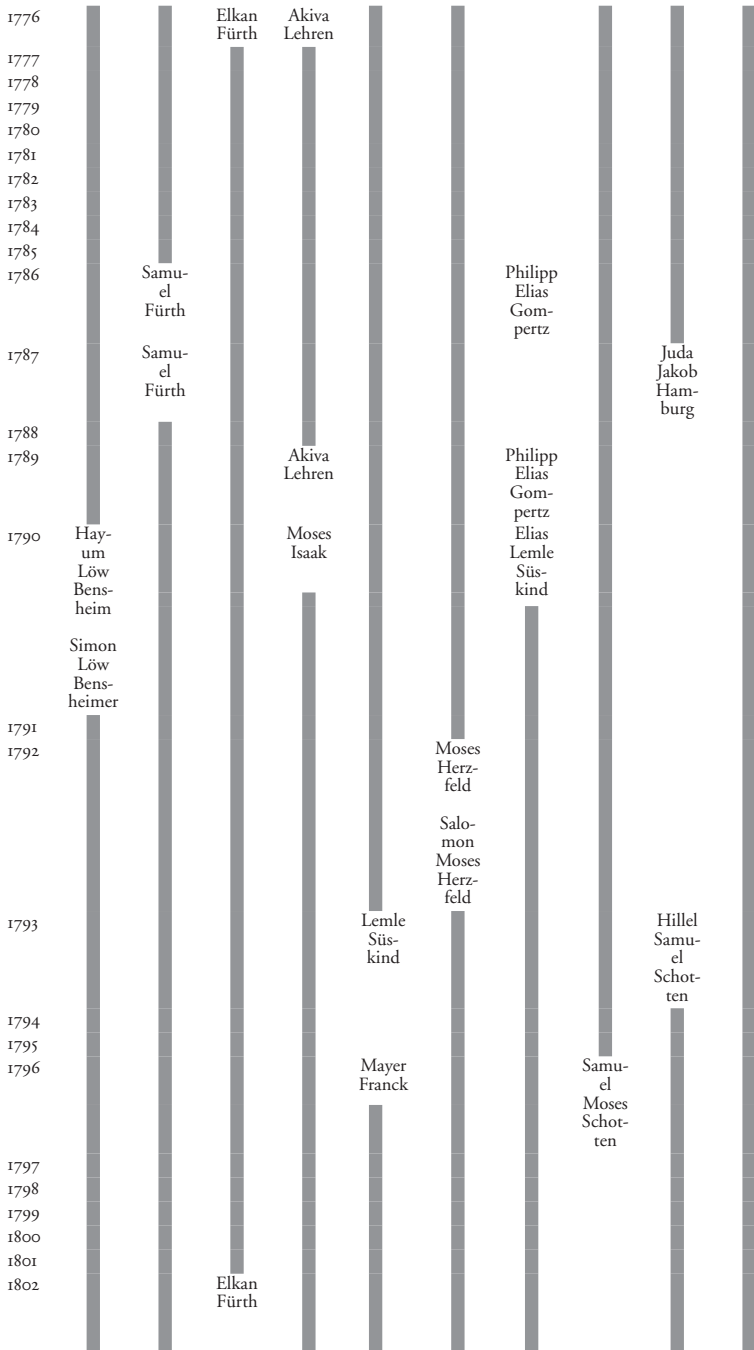 1776
Elkan
Fürth
Akiva
Lehren
1777
1778
1779
1780
1781
1782
1783
1784
1785
1786
Samu-
el
Fürth
Philipp
Elias
Gom-
pertz
1787
Samu-
el
Fürth
Juda
Jakob
Ham-
burg
1788
1789
Akiva
Lehren
Philipp
Elias
Gom-
pertz
1790
Hay-
um
Löw
Bens-
heim
Simon
Löw
Bens-
heimer
Moses
Isaak
Elias
Lemle
Süs-
kind
1791
1792
Moses
Herz-
feld
Salo-
mon
Moses
Herz-
feld
1793
Lemle
Süs-
kind
Hillel
Samu-
el
Schot-
ten
1794
1795
1796
Mayer
Franck
Samu-
el
Moses
Schot-
ten
1797
1798
1799
1800
1801
1802
Elkan
Fürth